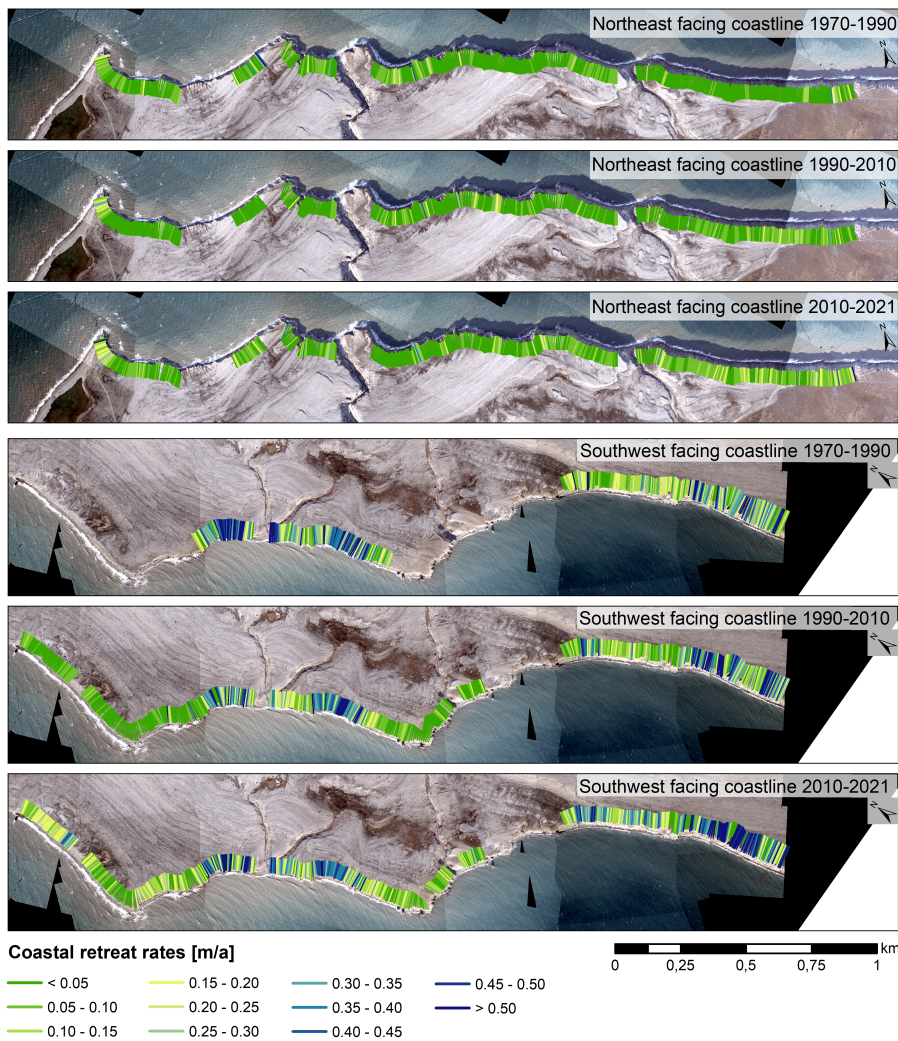 Northeast facing coastline 1970-1990
N
Northeast facing coastline 1990-2010
N
Northeast facing coastline 2010-2021
N
Southwest facing coastline 1970-1990
N
Southwest facing coastline 1990-2010
N
Southwest facing coastline 2010-2021
N
Coastal retreat rates [m/a]
< 0.05
0.05 - 0.10
0.10 - 0.15
0.15 - 0.20
0.20 - 0.25
0.25 - 0.30
0.30 - 0.35
0.35 - 0.40
0.40 - 0.45
0.45 - 0.50
> 0.50
km
0 0,25 0,5 0,75 1